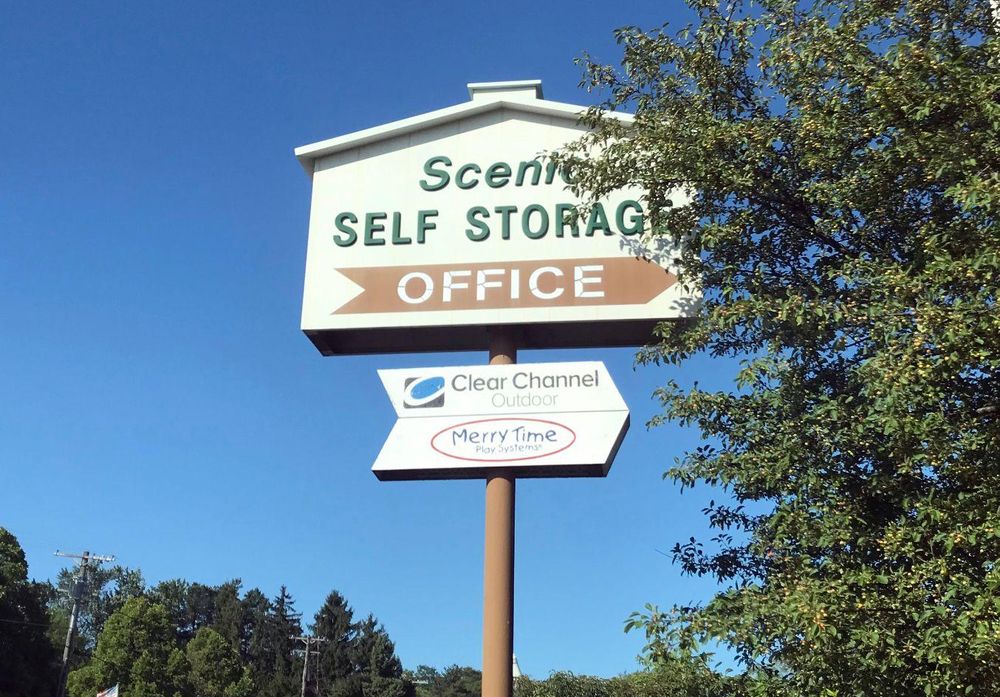 Scenic
SELF STORAGE
OFFICE
Clear Channel
Outdoor
Merry Time
Play Systems